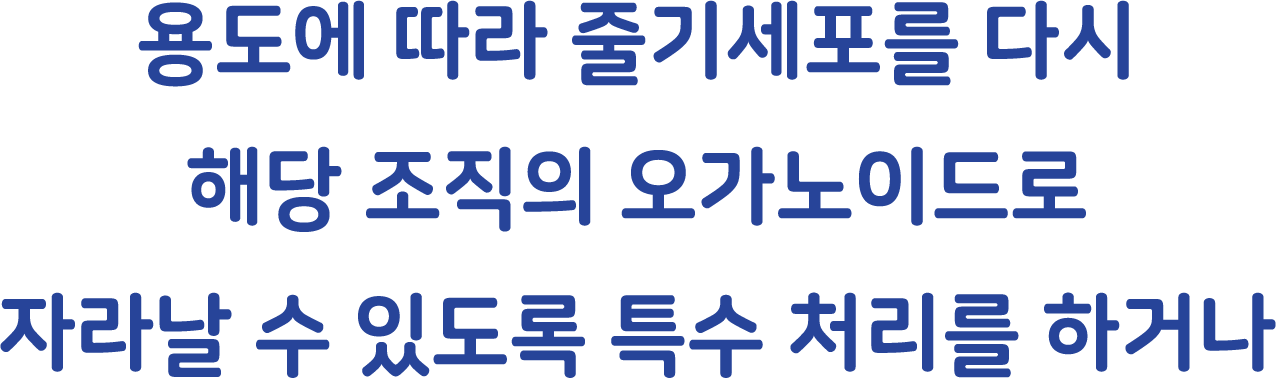 용도에 따라 줄기세포를 다시
해당 조직의 오가노이드로
자라날 수 있도록 특수 처리를 하거나